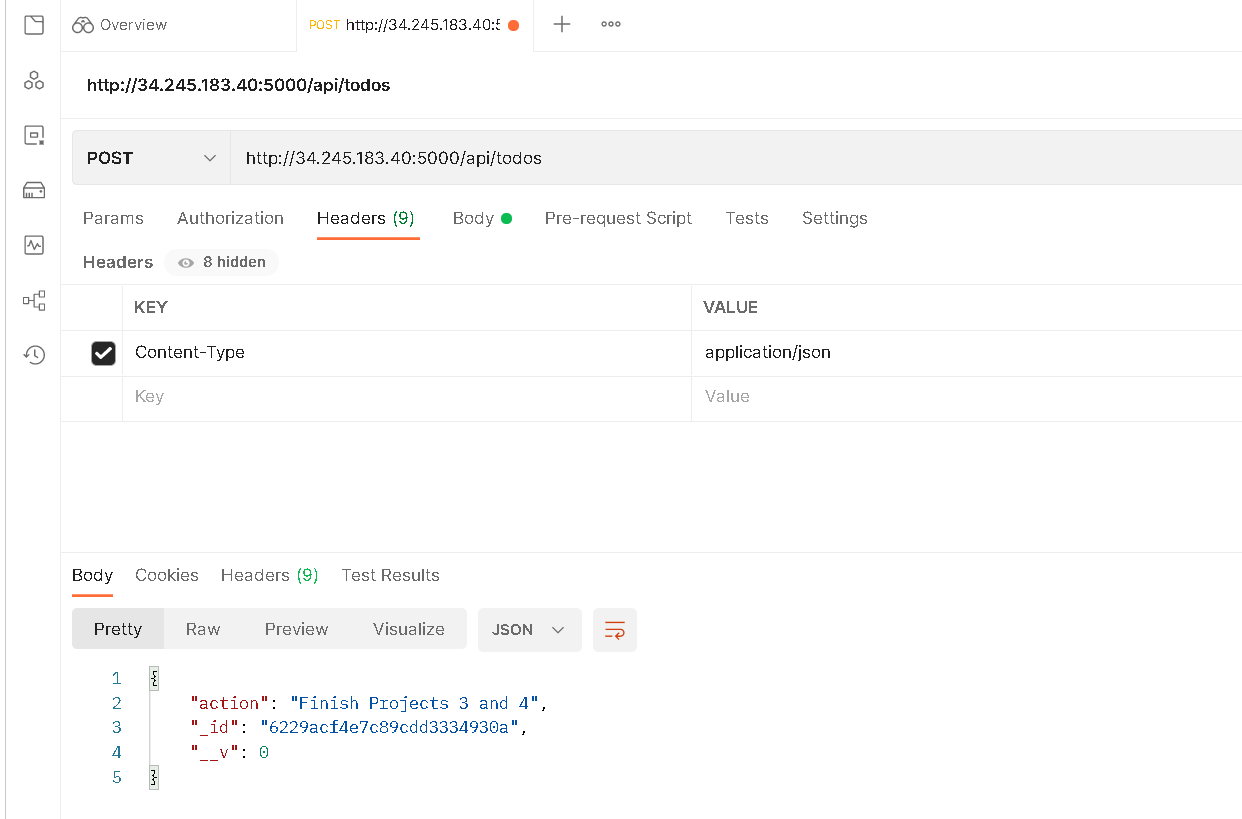 Overview POST http://34.245.183.40:5
http://34.245.183.40:5000/api/todos
POST http://34.245.183.40:5000/api/todos
Params Authorization Headers (9) Body Pre-request Script Tests Settings
Headers 8 hidden
KEY VALUE
Content-Type application/json
Key Value
Body Cookies Headers (9) Test Results
Pretty Raw Preview Visualize JSON
1 {
2 "action": "Finish Projects 3 and 4",
3 "_id": "6229acf4e7c89cdd3334930a",
4 "__v": 0
5 }